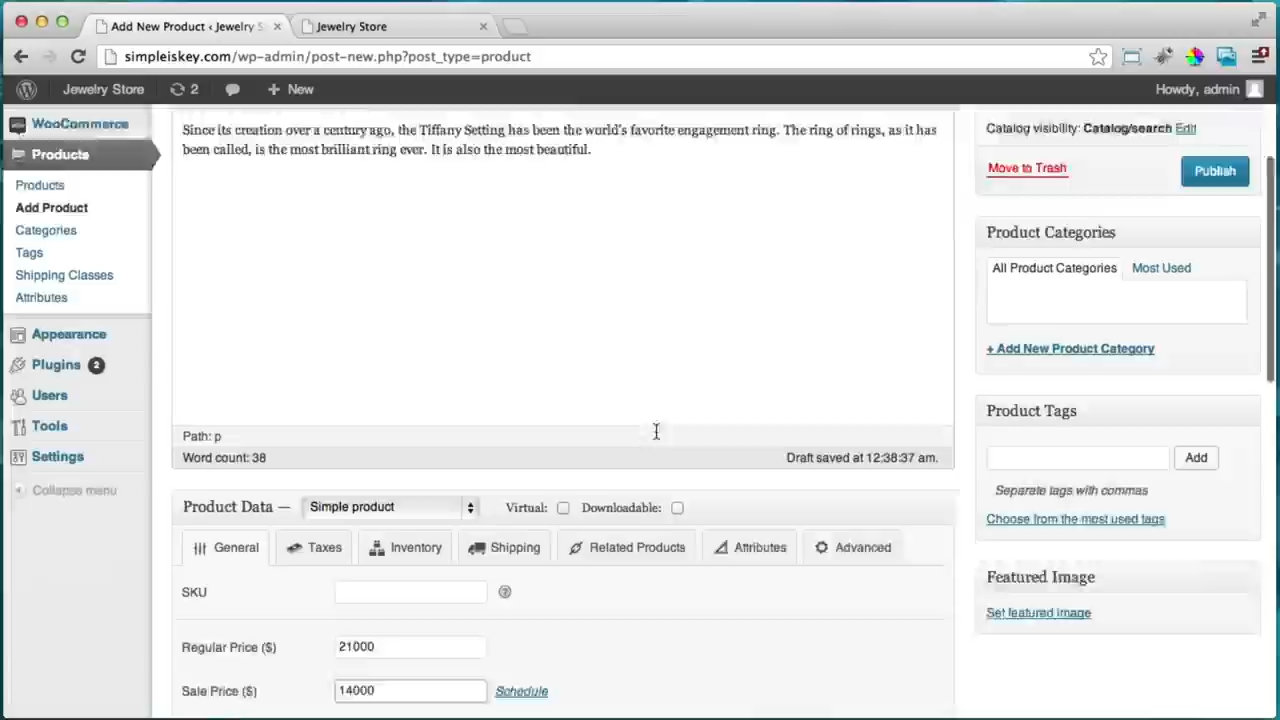 Add New Product ‹ Jewelry S
Jewelry Store
simpleiskey.com/wp-admin/post-new.php?post_type=product
Jewelry Store
2
+ New
Howdy, admin
WooCommerce
Products
Products
Add Product
Categories
Tags
Shipping Classes
Attributes
Appearance
Plugins 2
Users
Tools
Settings
Collapse menu
Since its creation over a century ago, the Tiffany Setting has been the world's favorite engagement ring. The ring of rings, as it has
been called, is the most brilliant ring ever. It is also the most beautiful.
Path: p
Word count: 38
Draft saved at 12:38:37 am.
Product Data —
Simple product
Virtual:
Downloadable:
General
Taxes
Inventory
Shipping
Related Products
Attributes
Advanced
SKU
Regular Price ($)
21000
Sale Price ($)
14000
Schedule
Catalog visibility: Catalog/search Edit
Move to Trash
Publish
Product Categories
All Product Categories
Most Used
+ Add New Product Category
Product Tags
Add
Separate tags with commas
Choose from the most used tags
Featured Image
Set featured image